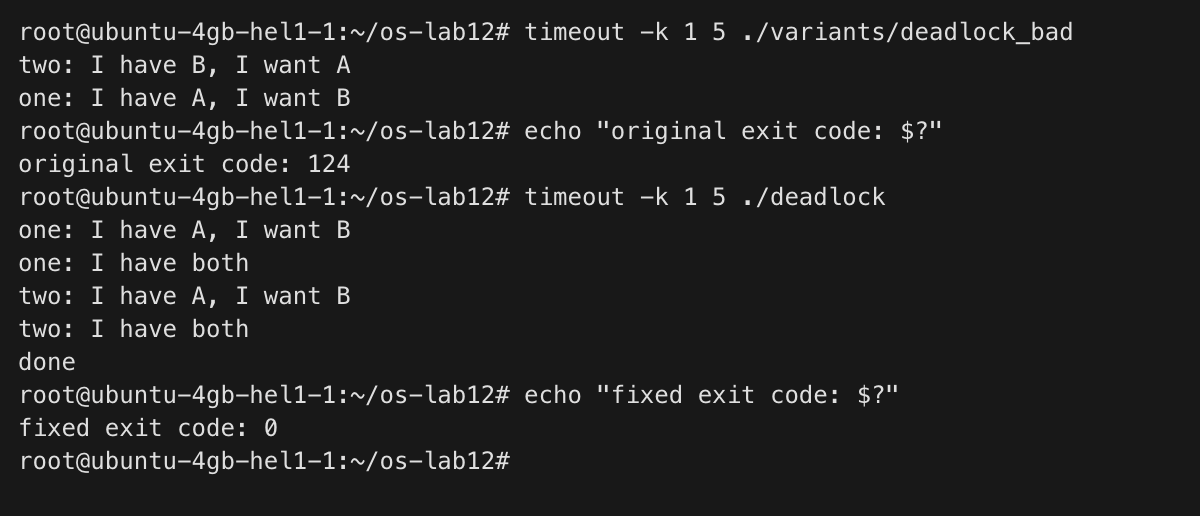 root@ubuntu-4gb-hel1-1:~/os-lab12# timeout -k 1 5 ./variants/deadlock_bad
two: I have B, I want A
one: I have A, I want B
root@ubuntu-4gb-hel1-1:~/os-lab12# echo "original exit code: $?"
original exit code: 124
root@ubuntu-4gb-hel1-1:~/os-lab12# timeout -k 1 5 ./deadlock
one: I have A, I want B
one: I have both
two: I have A, I want B
two: I have both
done
root@ubuntu-4gb-hel1-1:~/os-lab12# echo "fixed exit code: $?"
fixed exit code: 0
root@ubuntu-4gb-hel1-1:~/os-lab12#